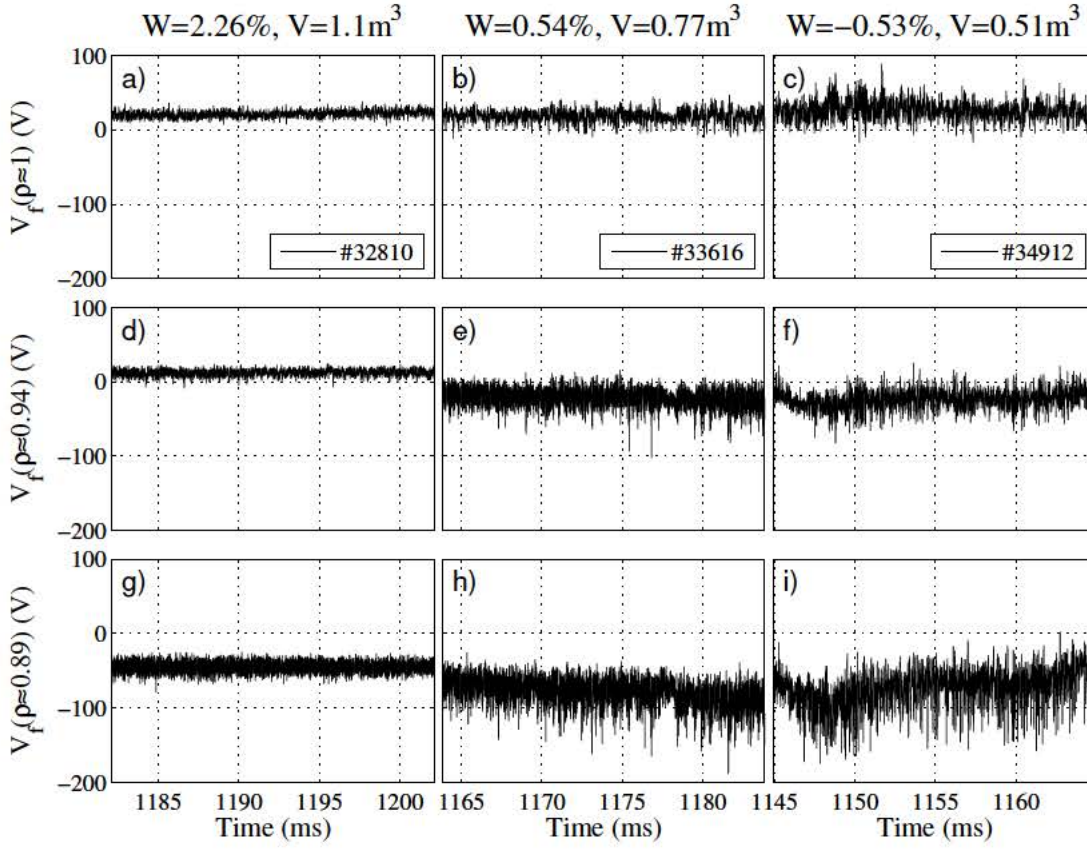 W=2.26%, V=1.1m³ W=0.54%, V=0.77m³ W=−0.53%, V=0.51m³
V_f(ρ≈1) (V)
100
0
−100
−200
a)
#32810
b)
#33616
c)
#34912
V_f(ρ≈0.94) (V)
100
0
−100
−200
d)
e)
f)
V_f(ρ≈0.89) (V)
100
0
−100
−200
g)
h)
i)
1185 1190 1195 1200 1165 1170 1175 1180 1145 1150 1155 1160
Time (ms) Time (ms) Time (ms)